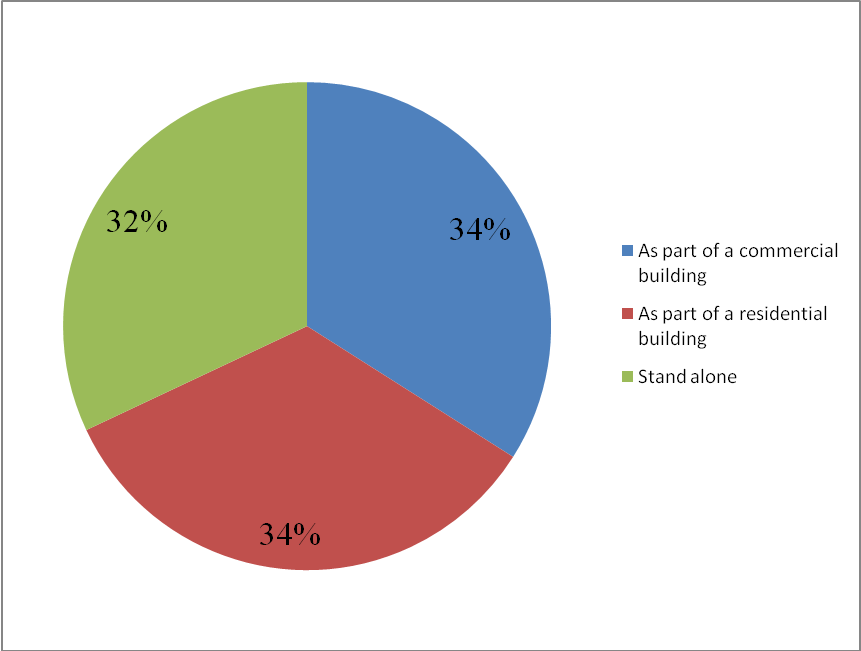 32%
34%
34%
As part of a commercial
building
As part of a residential
building
Stand alone